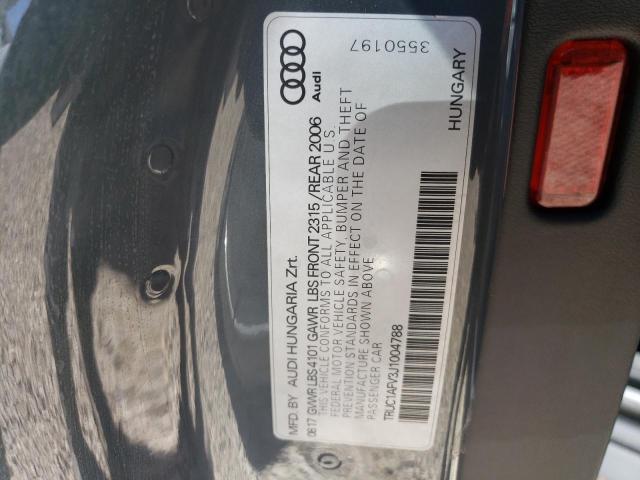 MFD. BY AUDI HUNGARIA Zrt.
08.17 GVWR LBS 4101 GAWR LBS FRONT 2315 / REAR 2006
THIS VEHICLE CONFORMS TO ALL APPLICABLE U.S.
FEDERAL MOTOR VEHICLE SAFETY, BUMPER AND THEFT
PREVENTION STANDARDS IN EFFECT ON THE DATE OF
MANUFACTURE SHOWN ABOVE
PASSENGER CAR
TRUC1AFV3J1004788
Audi
3550197
HUNGARY